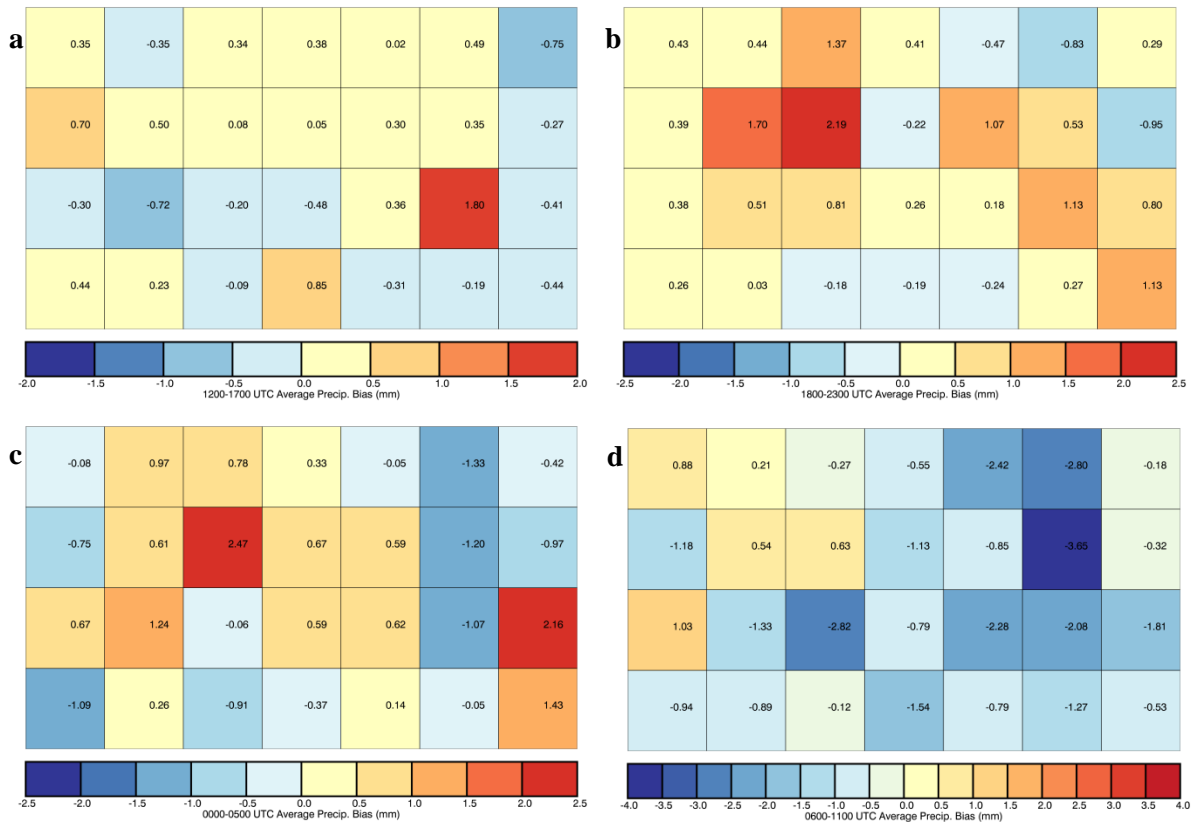 a
0.35 -0.35 0.34 0.38 0.02 0.49 -0.75
0.70 0.50 0.08 0.05 0.30 0.35 -0.27
-0.30 -0.72 -0.20 -0.48 0.36 1.80 -0.41
0.44 0.23 -0.09 0.85 -0.31 -0.19 -0.44
-2.0 -1.5 -1.0 -0.5 0.0 0.5 1.0 1.5 2.0
1200-1700 UTC Average Precip. Bias (mm)
b
0.43 0.44 1.37 0.41 -0.47 -0.83 0.29
0.39 1.70 2.19 -0.22 1.07 0.53 -0.95
0.38 0.51 0.81 0.26 0.18 1.13 0.80
0.26 0.03 -0.18 -0.19 -0.24 0.27 1.13
-2.5 -2.0 -1.5 -1.0 -0.5 0.0 0.5 1.0 1.5 2.0 2.5
1800-2300 UTC Average Precip. Bias (mm)
c
-0.08 0.97 0.78 0.33 -0.05 -1.33 -0.42
-0.75 0.61 2.47 0.67 0.59 -1.20 -0.97
0.67 1.24 -0.06 0.59 0.62 -1.07 2.16
-1.09 0.26 -0.91 -0.37 0.14 -0.05 1.43
-2.5 -2.0 -1.5 -1.0 -0.5 0.0 0.5 1.0 1.5 2.0 2.5
0000-0500 UTC Average Precip. Bias (mm)
d
0.88 0.21 -0.27 -0.55 -2.42 -2.80 -0.18
-1.18 0.54 0.63 -1.13 -0.85 -3.65 -0.32
1.03 -1.33 -2.82 -0.79 -2.28 -2.08 -1.81
-0.94 -0.89 -0.12 -1.54 -0.79 -1.27 -0.53
-4.0 -3.5 -3.0 -2.5 -2.0 -1.5 -1.0 -0.5 0.0 0.5 1.0 1.5 2.0 2.5 3.0 3.5 4.0
0600-1100 UTC Average Precip. Bias (mm)